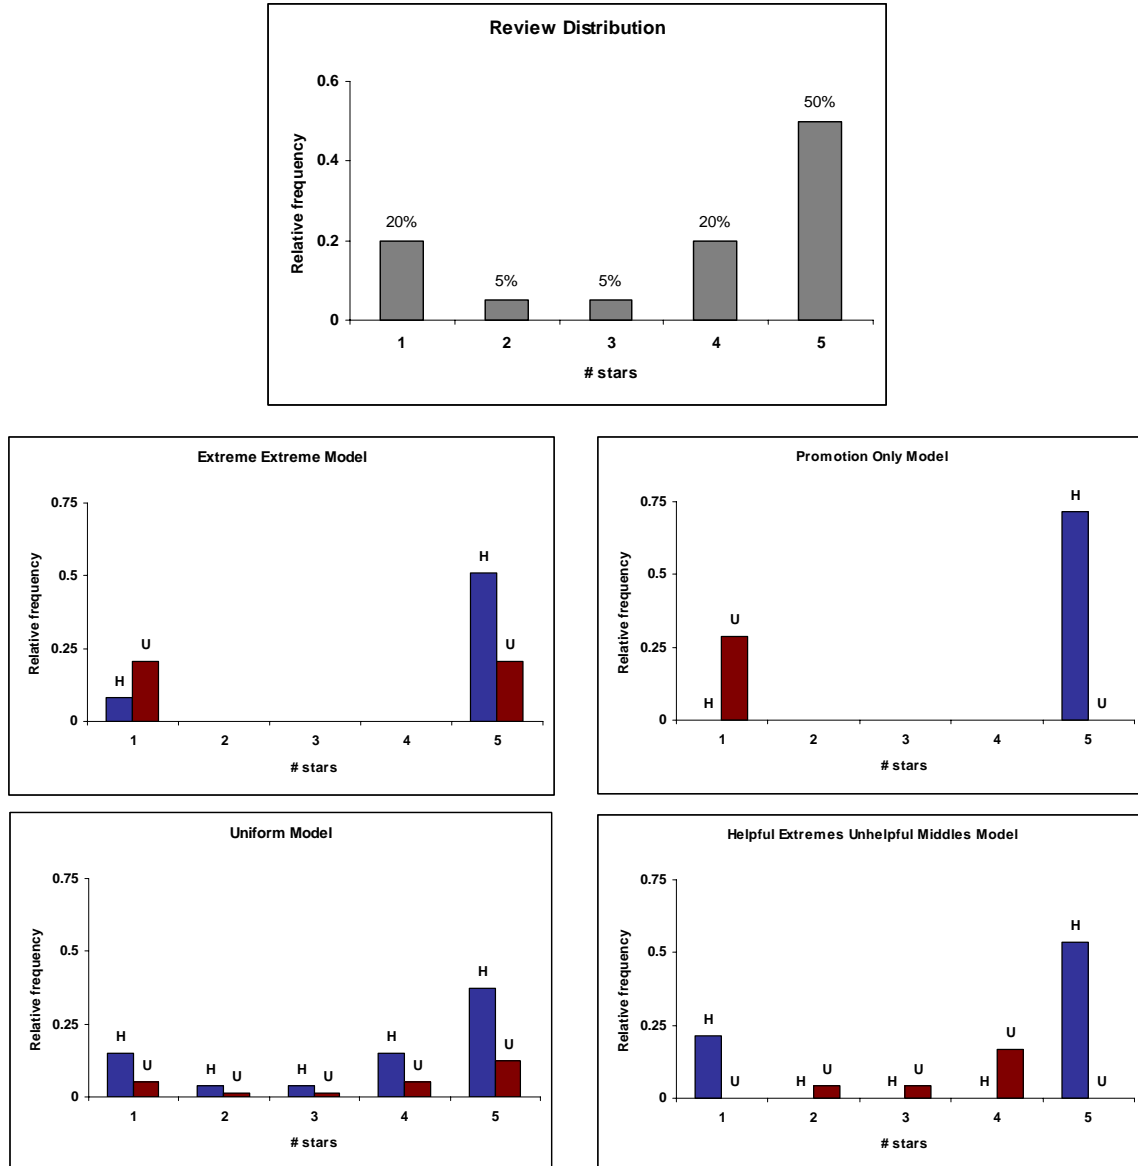 Review Distribution
Relative frequency
0.6
0.4
0.2
0
20%
5%
5%
20%
50%
1 2 3 4 5
# stars
Extreme Extreme Model
Relative frequency
0.75
0.5
0.25
0
H U H U
1 2 3 4 5
# stars
Promotion Only Model
Relative frequency
0.75
0.5
0.25
0
H U H U
1 2 3 4 5
# stars
Uniform Model
Relative frequency
0.75
0.5
0.25
0
H U H U H U H U H U
1 2 3 4 5
# stars
Helpful Extremes Unhelpful Middles Model
Relative frequency
0.75
0.5
0.25
0
H U H U H U H U H U
1 2 3 4 5
# stars